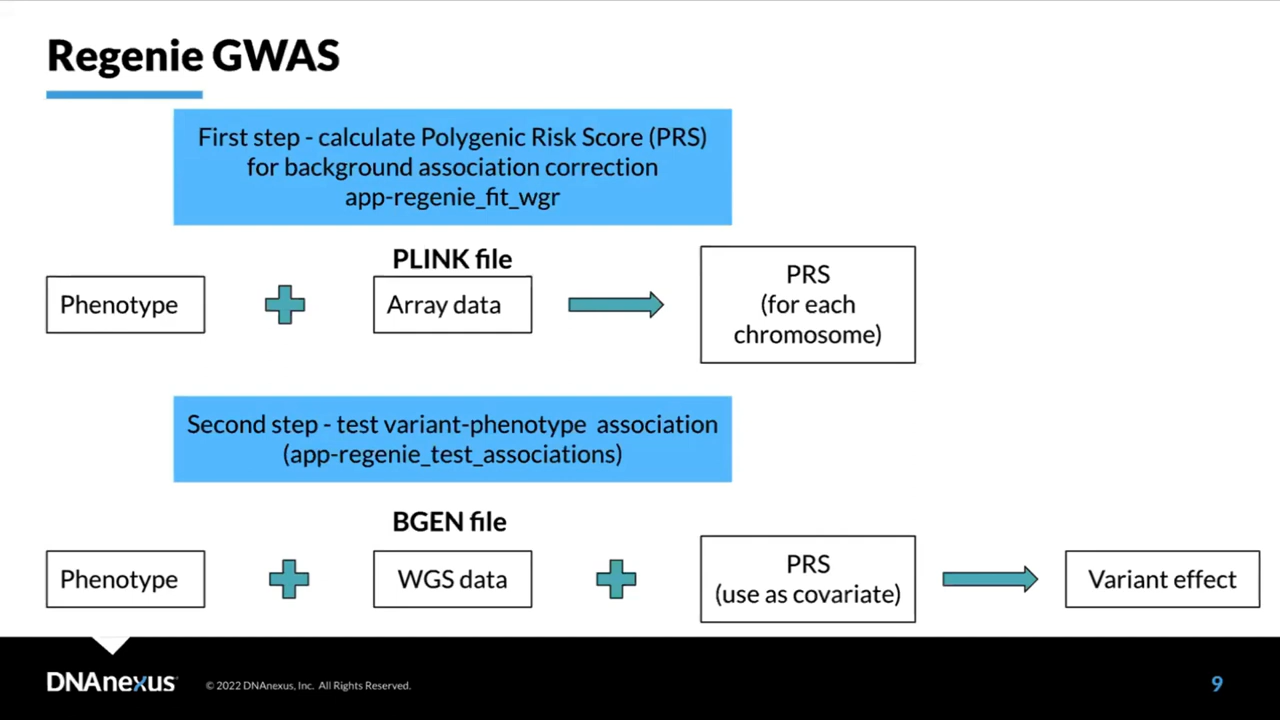 Regenie GWAS
First step - calculate Polygenic Risk Score (PRS)
for background association correction
app-regenie_fit_wgr
PLINK file
Phenotype
Array data
PRS
(for each
chromosome)
Second step - test variant-phenotype association
(app-regenie_test_associations)
BGEN file
Phenotype
WGS data
PRS
(use as covariate)
Variant effect
DNAnexus
© 2022 DNAnexus, Inc. All Rights Reserved.
9